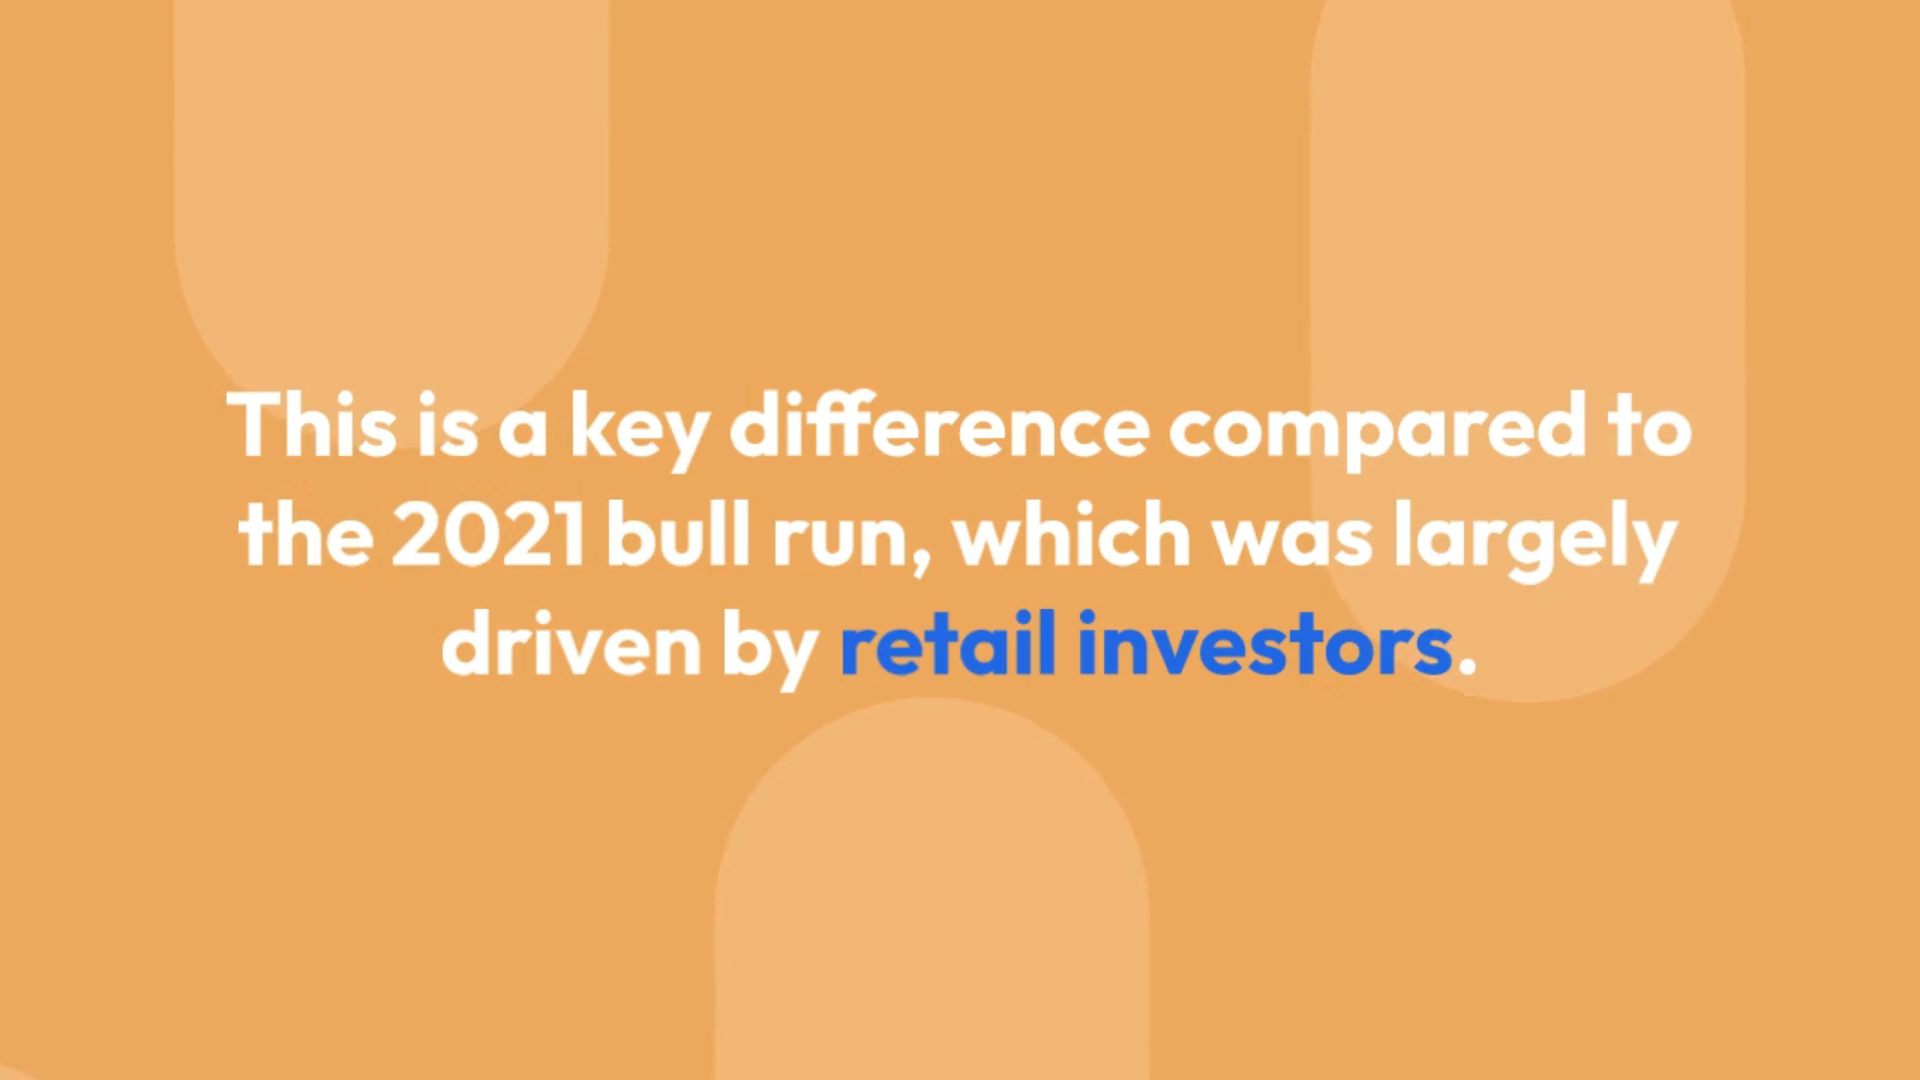 This is a key difference compared to
the 2021 bull run, which was largely
driven by retail investors.